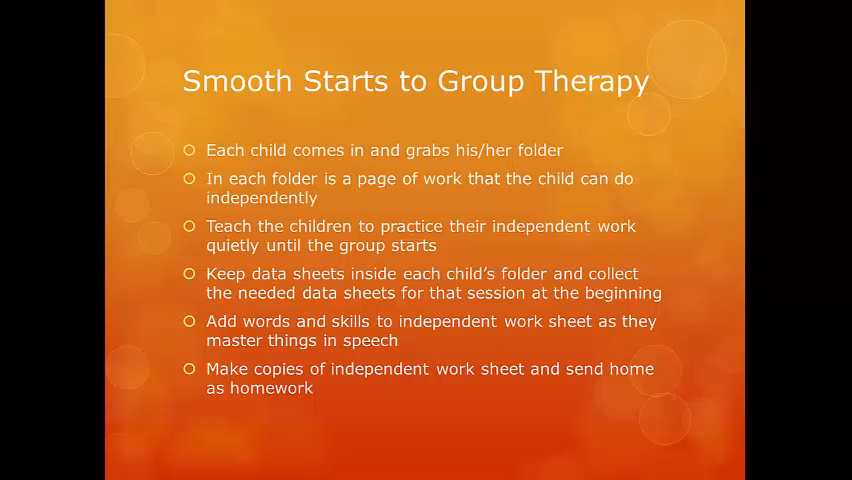 Smooth Starts to Group Therapy
Each child comes in and grabs his/her folder
In each folder is a page of work that the child can do
independently
Teach the children to practice their independent work
quietly until the group starts
Keep data sheets inside each child's folder and collect
the needed data sheets for that session at the beginning
Add words and skills to independent work sheet as they
master things in speech
Make copies of independent work sheet and send home
as homework